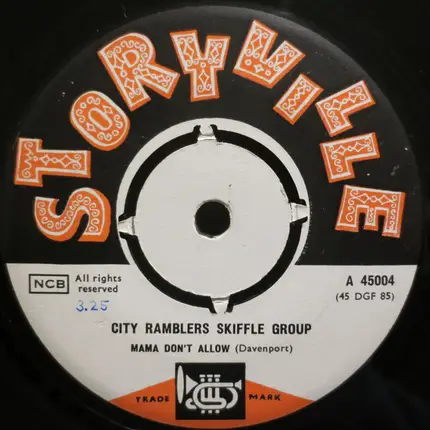 STORYVILLE
NCB
All rights
reserved
3.25
A 45004
(45 DGF 85)
CITY RAMBLERS SKIFFLE GROUP
MAMA DON'T ALLOW (Davenport)
TRADE MARK